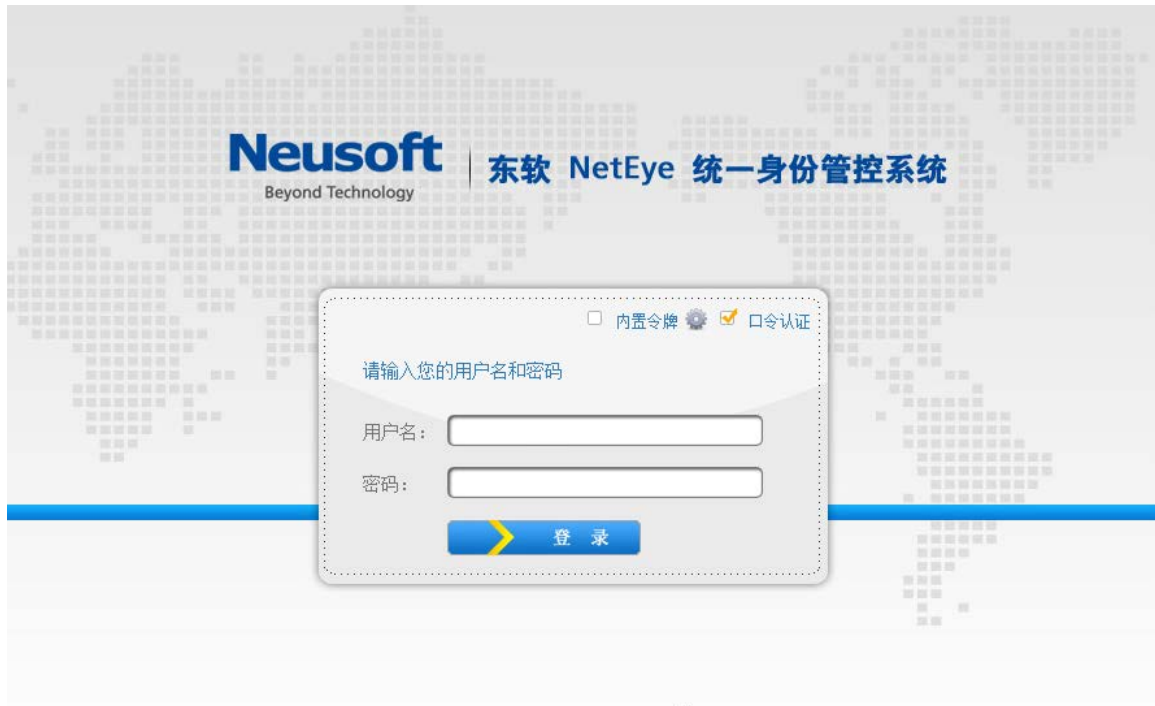 Neusoft
Beyond Technology
东软 NetEye 统一身份管控系统
内置令牌 口令认证
请输入您的用户名和密码
用户名：
密码：
登 录